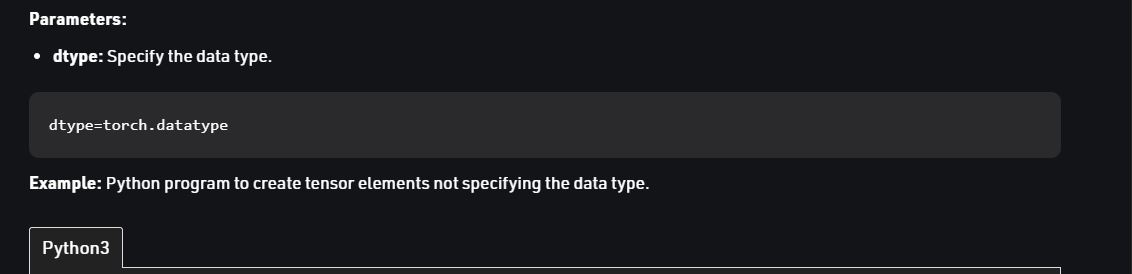 Parameters:
• dtype: Specify the data type.
dtype=torch.datatype
Example: Python program to create tensor elements not specifying the data type.
Python3